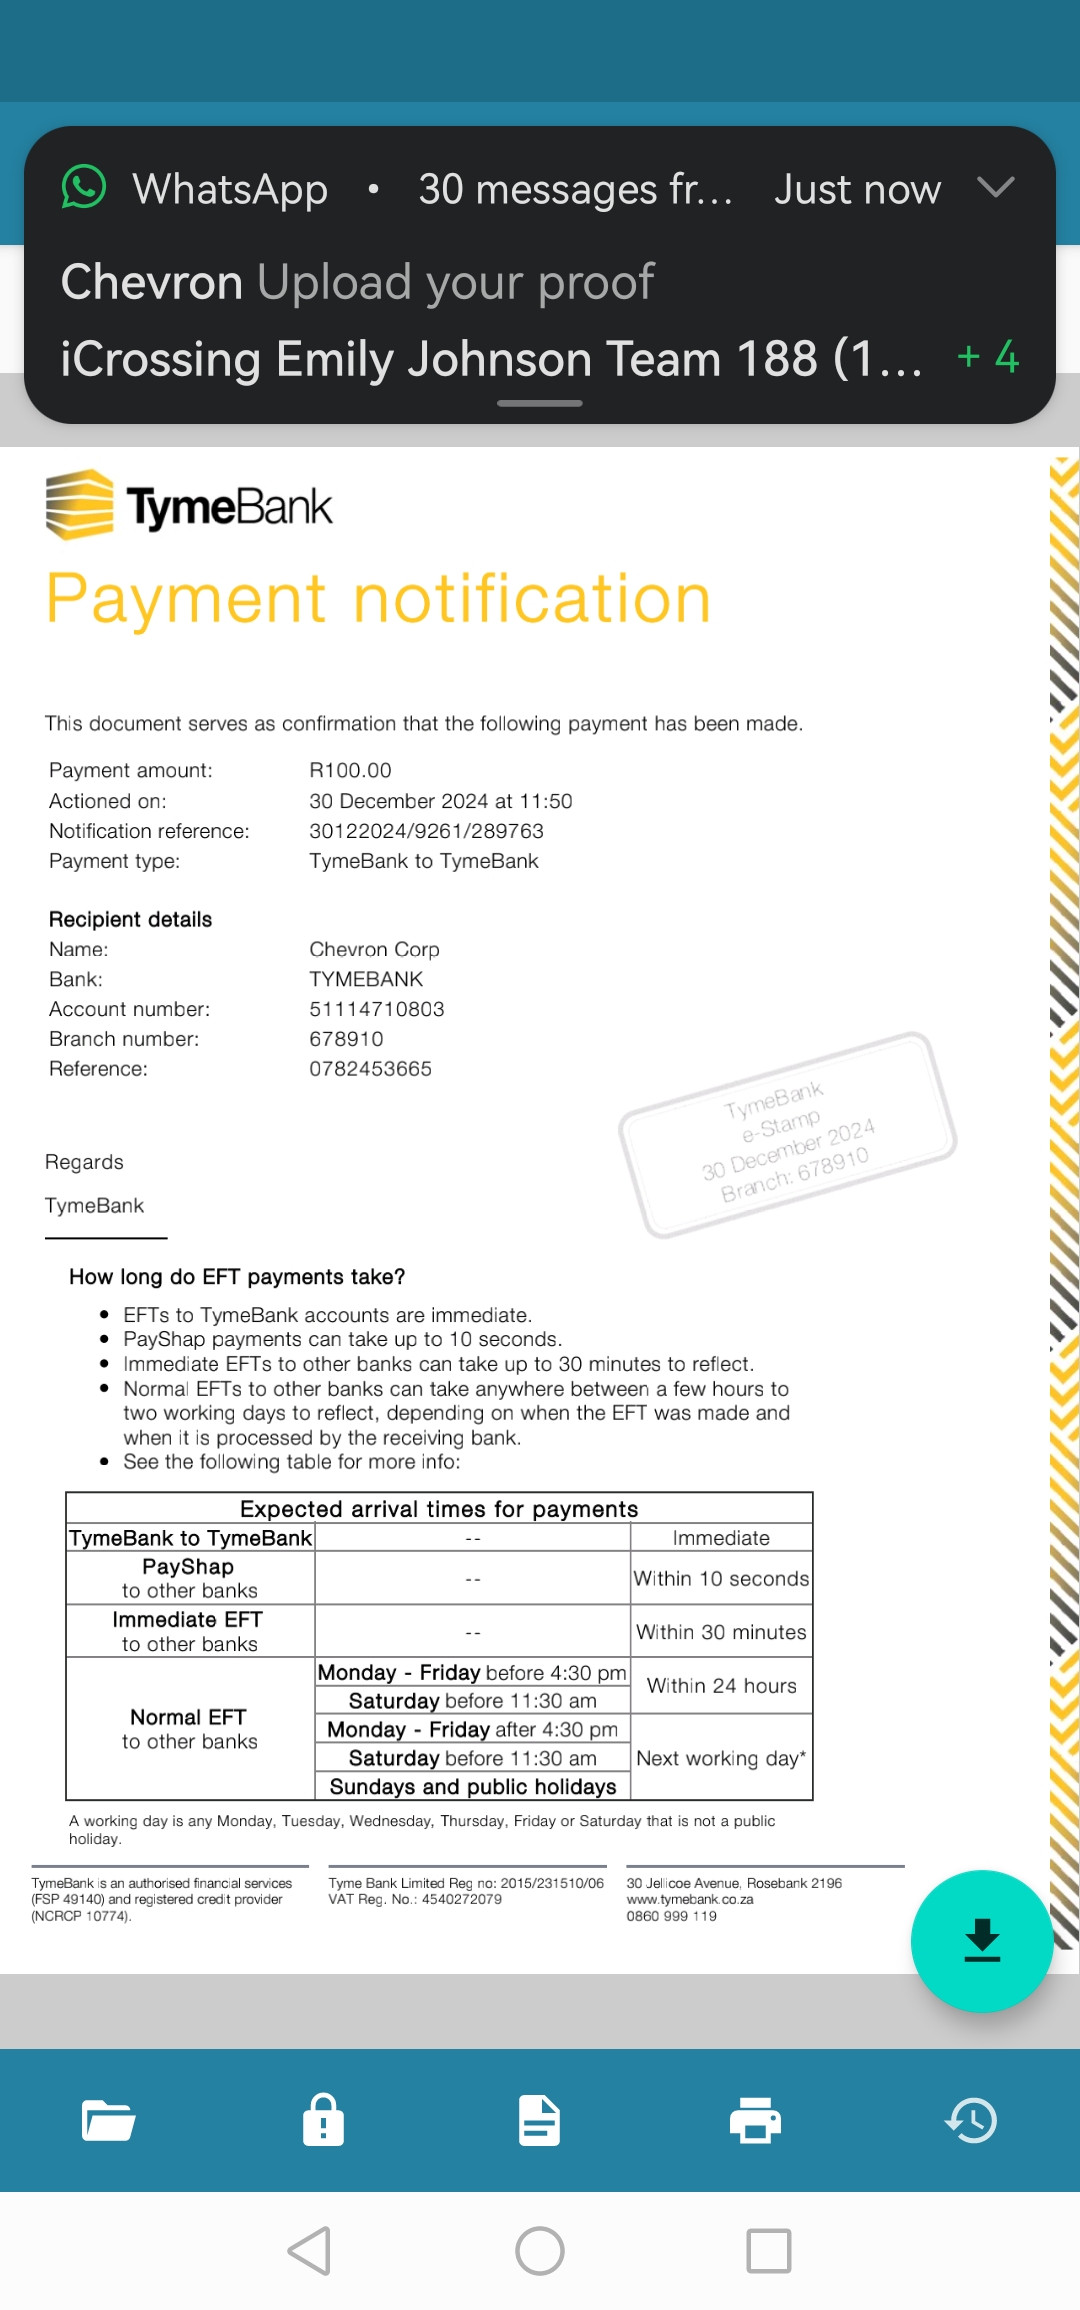 WhatsApp • 30 messages fr... Just now
Chevron Upload your proof
iCrossing Emily Johnson Team 188 (1... + 4
TymeBank
Payment notification
This document serves as confirmation that the following payment has been made.
Payment amount: R100.00
Actioned on: 30 December 2024 at 11:50
Notification reference: 30122024/9261/289763
Payment type: TymeBank to TymeBank
Recipient details
Name: Chevron Corp
Bank: TYMEBANK
Account number: 51114710803
Branch number: 678910
Reference: 0782453665
TymeBank
e-Stamp
30 December 2024
Branch: 678910
Regards
TymeBank
How long do EFT payments take?
• EFTs to TymeBank accounts are immediate.
• PayShap payments can take up to 10 seconds.
• Immediate EFTs to other banks can take up to 30 minutes to reflect.
• Normal EFTs to other banks can take anywhere between a few hours to
two working days to reflect, depending on when the EFT was made and
when it is processed by the receiving bank.
• See the following table for more info:
Expected arrival times for payments
TymeBank to TymeBank -- Immediate
PayShap
to other banks -- Within 10 seconds
Immediate EFT
to other banks -- Within 30 minutes
Normal EFT
to other banks
Monday - Friday before 4:30 pm
Saturday before 11:30 am
Within 24 hours
Monday - Friday after 4:30 pm
Saturday before 11:30 am
Sundays and public holidays
Next working day*
A working day is any Monday, Tuesday, Wednesday, Thursday, Friday or Saturday that is not a public
holiday.
TymeBank is an authorised financial services
(FSP 49140) and registered credit provider
(NCRCP 10774).
Tyme Bank Limited Reg no: 2015/231510/06
VAT Reg. No.: 4540272079
30 Jellicoe Avenue, Rosebank 2196
www.tymebank.co.za
0860 999 119